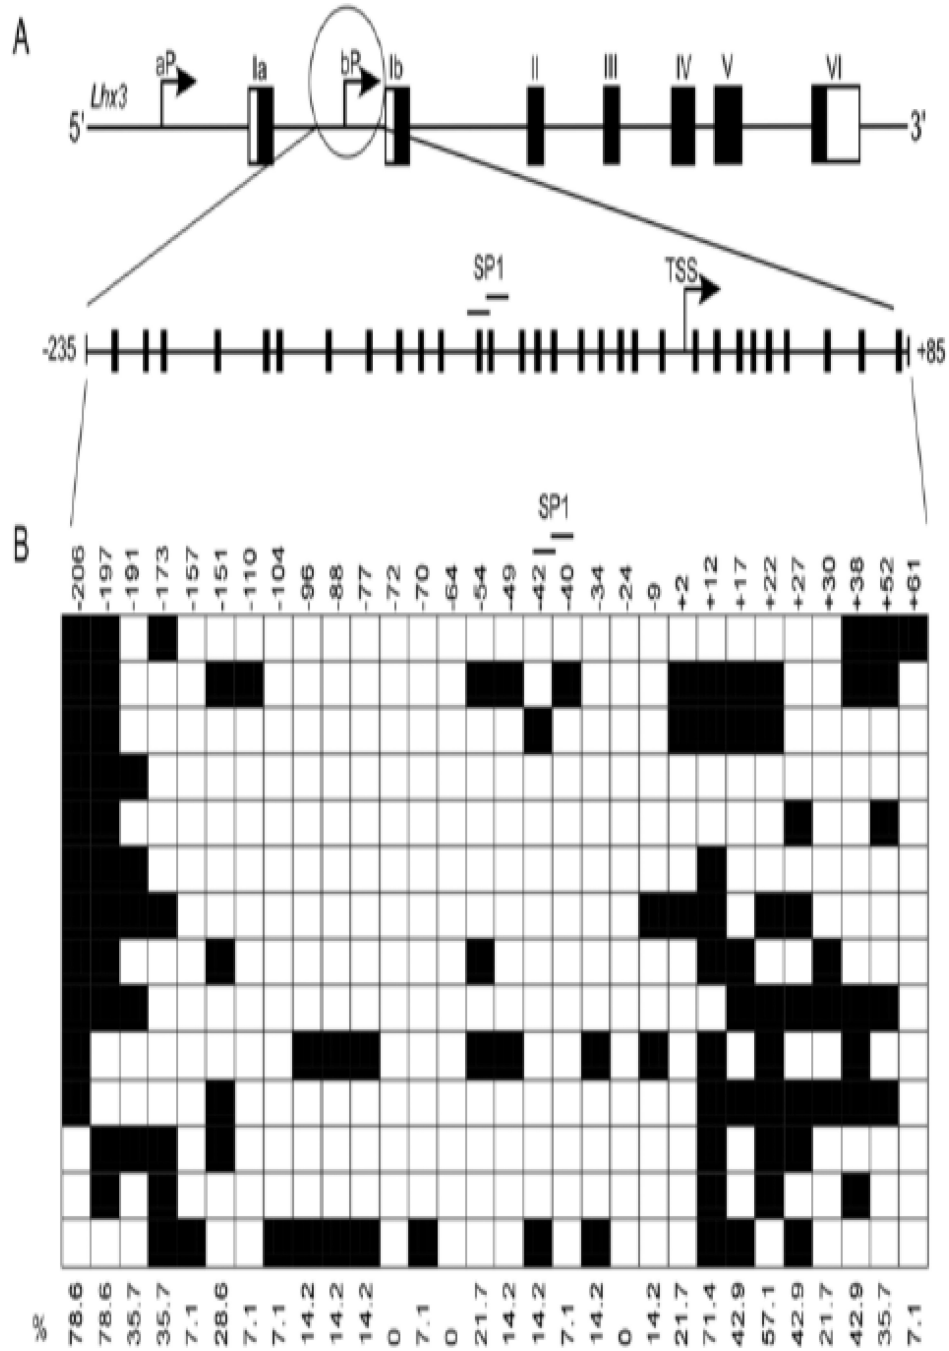 A
aP
Ia
bP
Ib
II
III
IV
V
VI
Lhx3
5'
3'
SP1
TSS
-235
+85
SP1
B
-206 -197 -191 -173 -157 -151 -110 -104 -96 -88 -77 -72 -70 -64 -54 -49 -42 -40 -34 -24 -9 +2 +12 +17 +22 +27 +30 +38 +52 +61
% 78.6 78.6 35.7 35.7 7.1 28.6 7.1 7.1 14.2 14.2 14.2 0 7.1 0 21.7 14.2 14.2 7.1 14.2 0 14.2 21.7 71.4 42.9 57.1 42.9 21.7 42.9 35.7 7.1